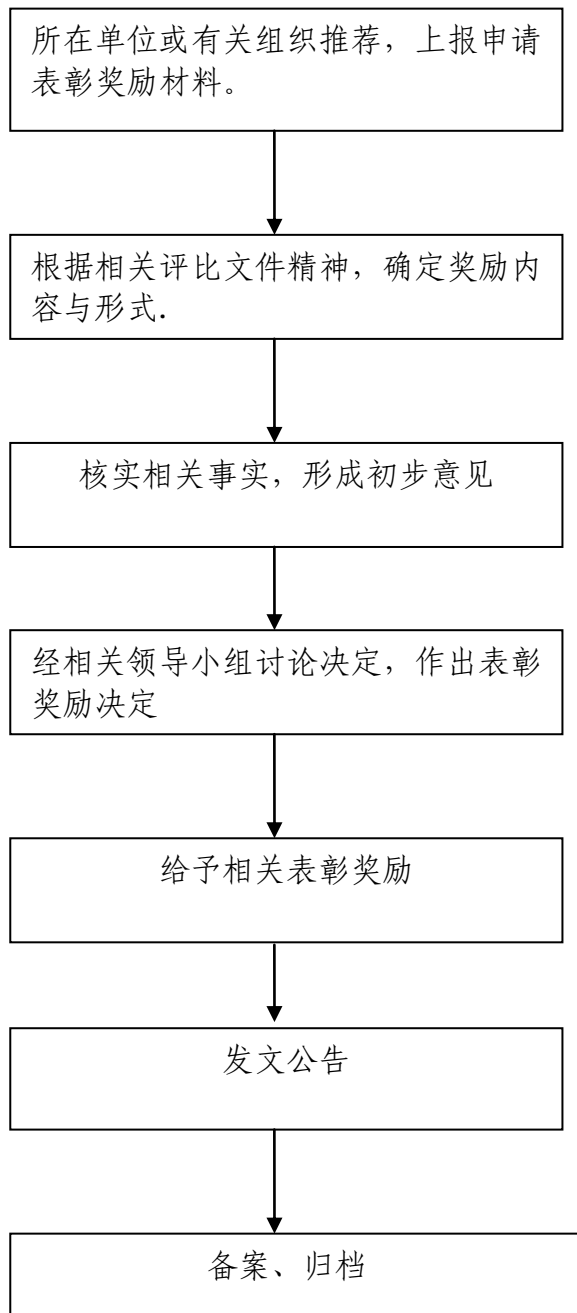 所在单位或有关组织推荐，上报申请
表彰奖励材料。
根据相关评比文件精神，确定奖励内
容与形式.
核实相关事实，形成初步意见
经相关领导小组讨论决定，作出表彰
奖励决定
给予相关表彰奖励
发文公告
备案、归档